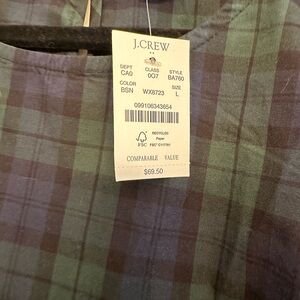 J.CREW
DEPT CLASS STYLE
CA0 007 BA760
COLOR SIZE
BSN WX8723 L
099106343654
RECYCLED
Paper
FSC
COMPARABLE VALUE
$69.50